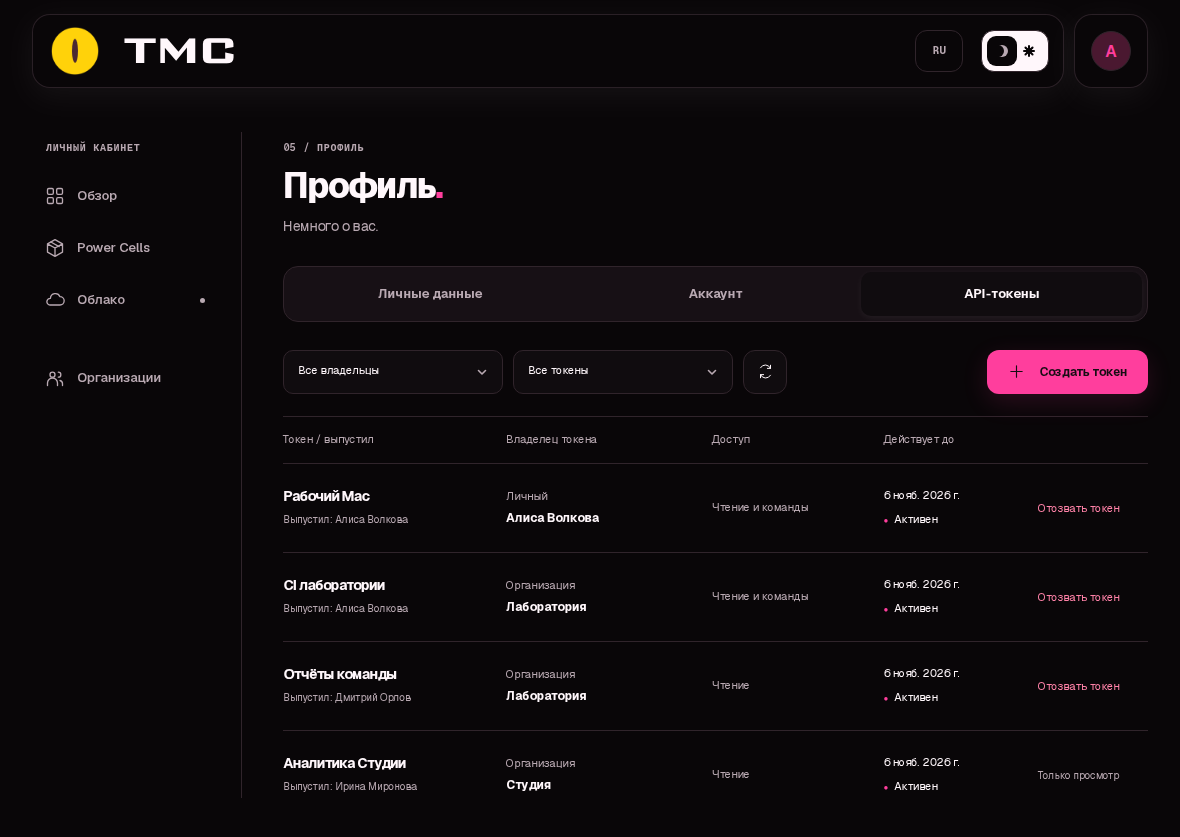 TMC
RU
A
ЛИЧНЫЙ КАБИНЕТ
Обзор
Power Cells
Облако
Организации
05 / ПРОФИЛЬ
Профиль.
Немного о вас.
Личные данные
Аккаунт
API-токены
Все владельцы
Все токены
Создать токен
Токен / выпустил
Владелец токена
Доступ
Действует до
Рабочий Mac
Выпустил: Алиса Волкова
Личный
Алиса Волкова
Чтение и команды
6 нояб. 2026 г.
Активен
Отозвать токен
CI лаборатории
Выпустил: Алиса Волкова
Организация
Лаборатория
Чтение и команды
6 нояб. 2026 г.
Активен
Отозвать токен
Отчёты команды
Выпустил: Дмитрий Орлов
Организация
Лаборатория
Чтение
6 нояб. 2026 г.
Активен
Отозвать токен
Аналитика Студии
Выпустил: Ирина Миронова
Организация
Студия
Чтение
6 нояб. 2026 г.
Активен
Только просмотр